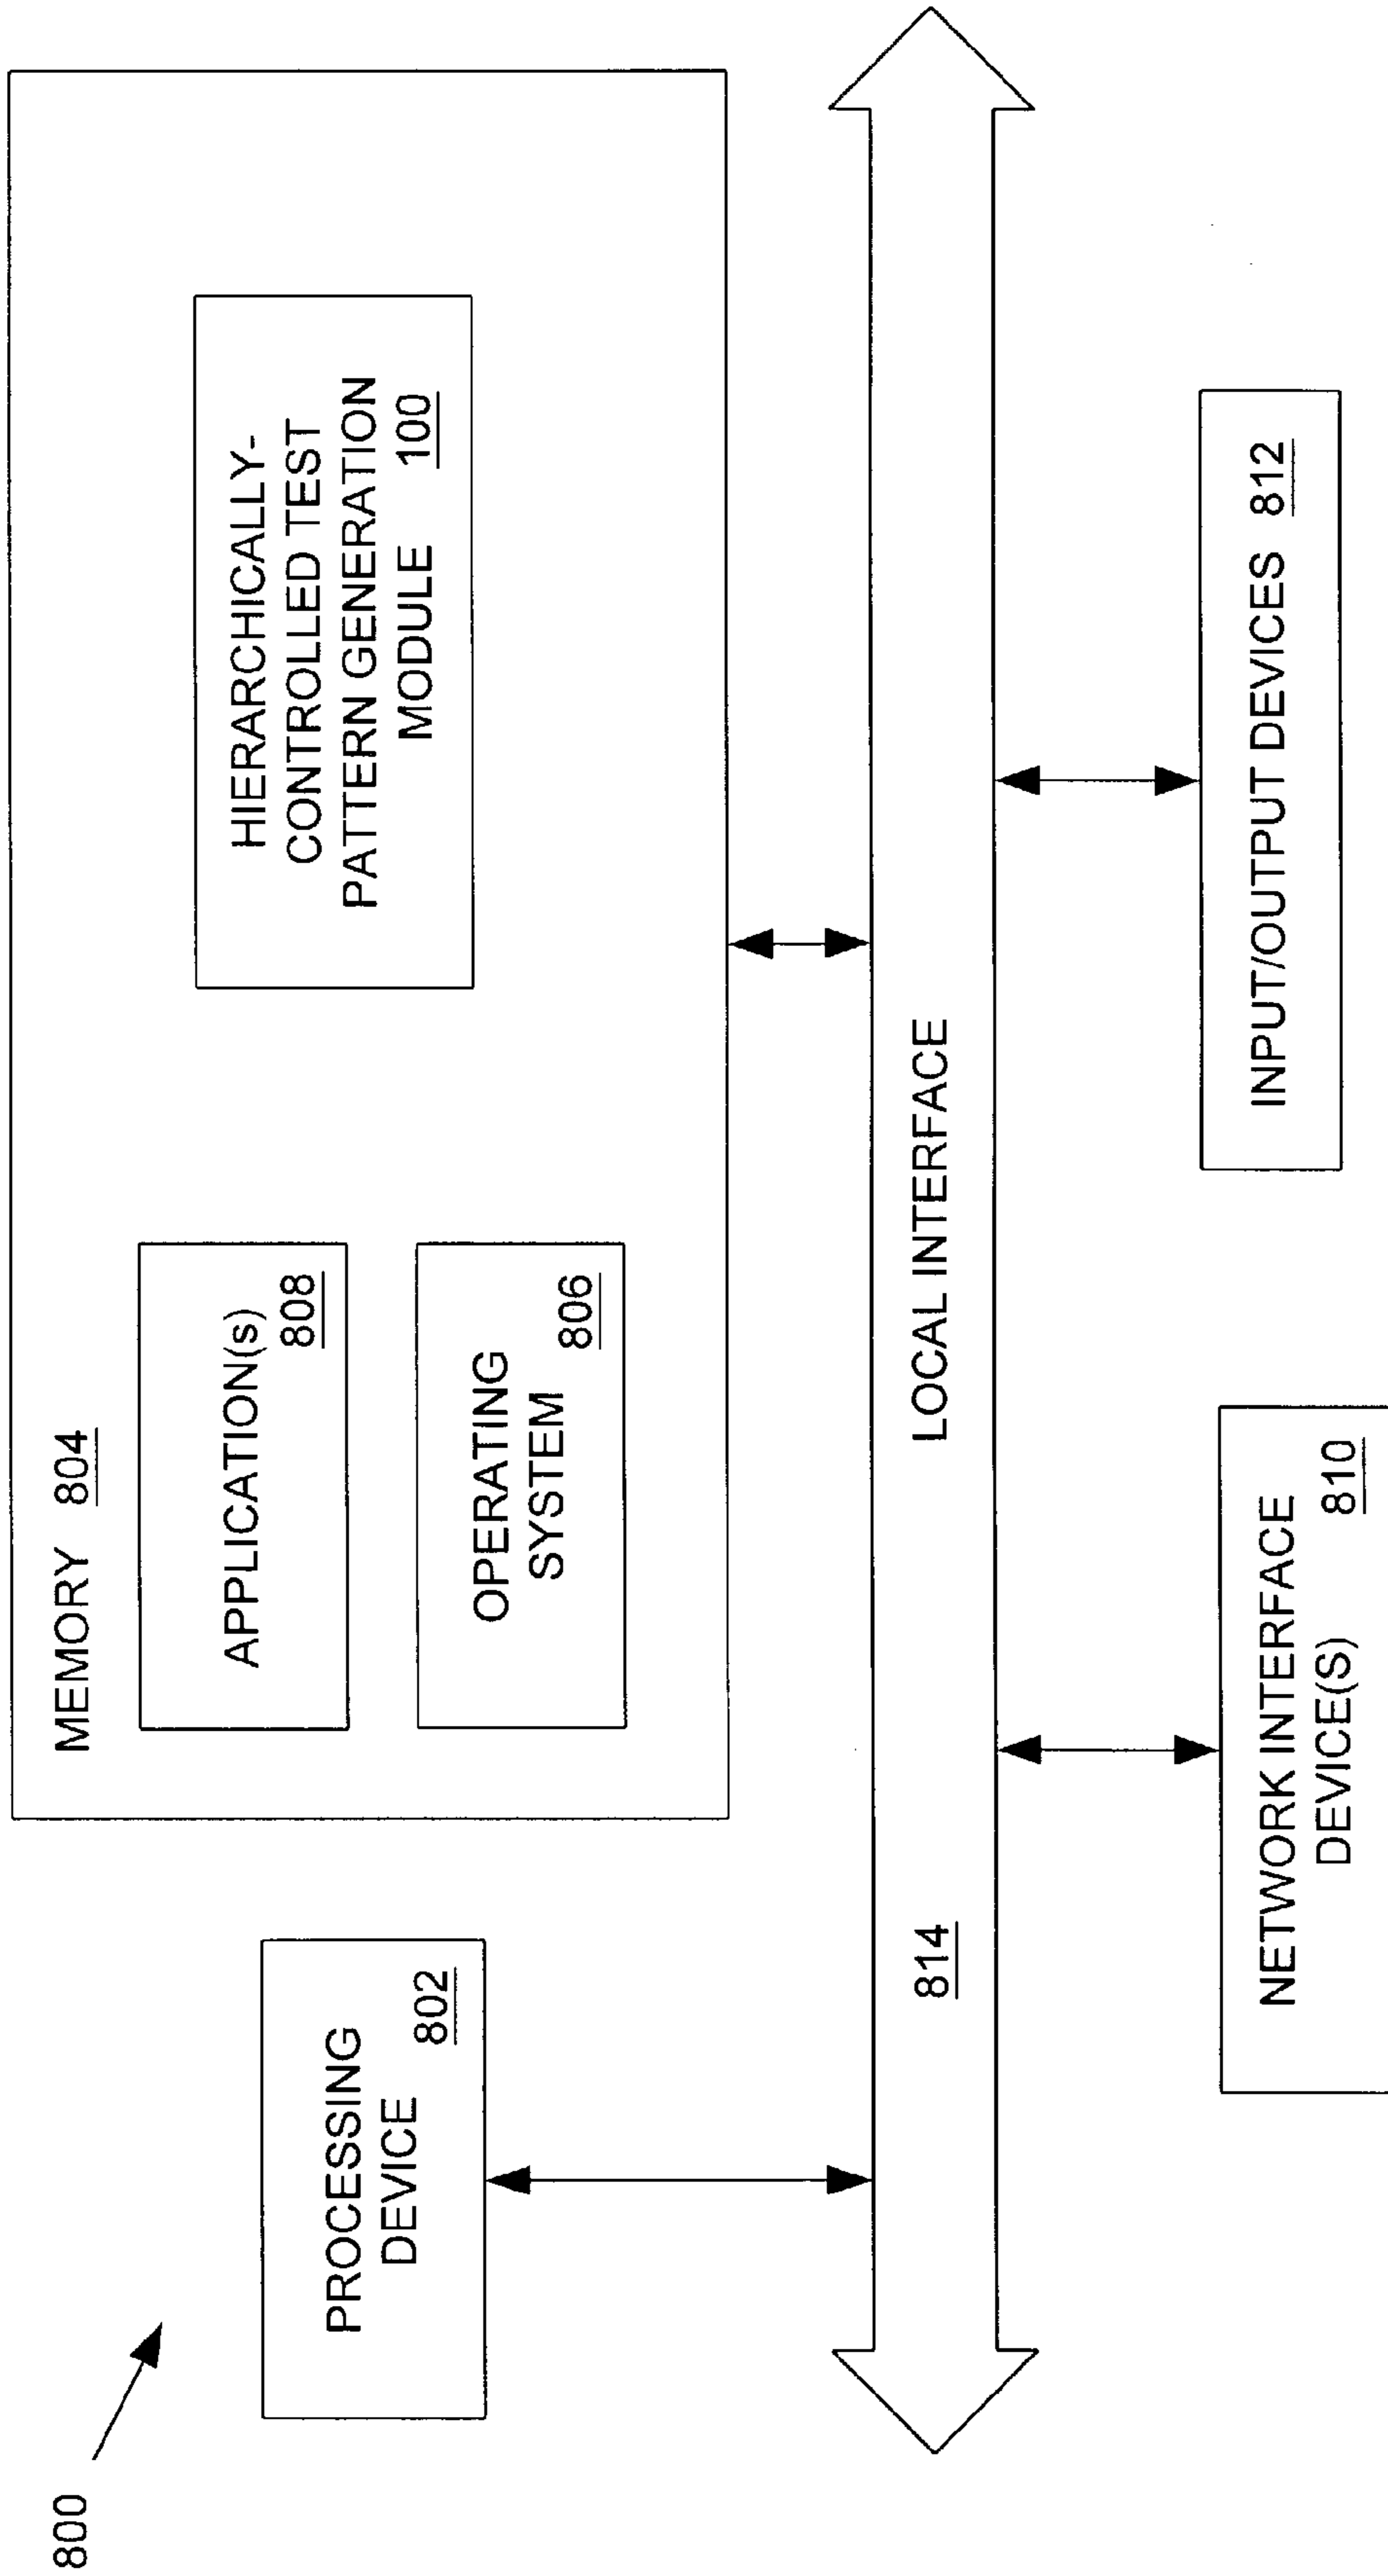 800
MEMORY 804
APPLICATION(s)
808
OPERATING
SYSTEM
806
HIERARCHICALLY-
CONTROLLED TEST
PATTERN GENERATION
MODULE 100
PROCESSING
DEVICE
802
814
LOCAL INTERFACE
NETWORK INTERFACE
DEVICE(S) 810
INPUT/OUTPUT DEVICES 812